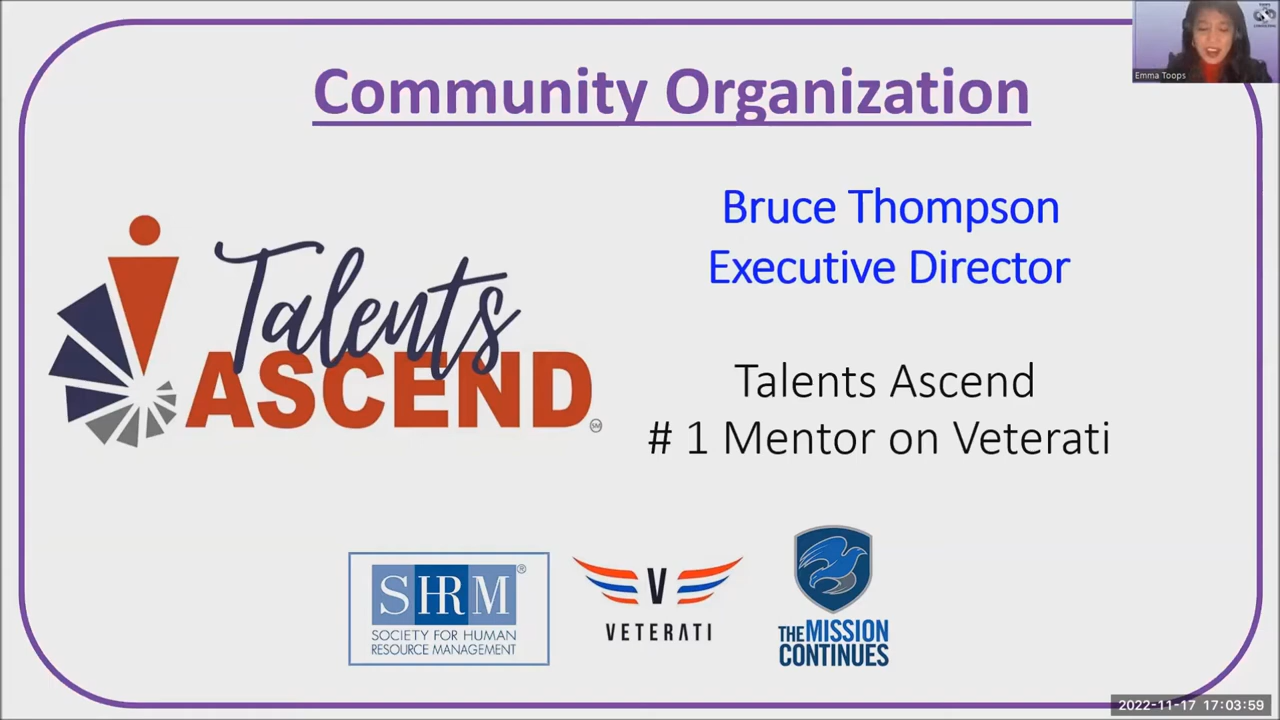 Community Organization
Emma Toops
Bruce Thompson
Executive Director
Talents
ASCEND
SM
Talents Ascend
# 1 Mentor on Veterati
SHRM®
SOCIETY FOR HUMAN
RESOURCE MANAGEMENT
V
VETERATI
THE MISSION
CONTINUES
2022-11-17 17:03:59